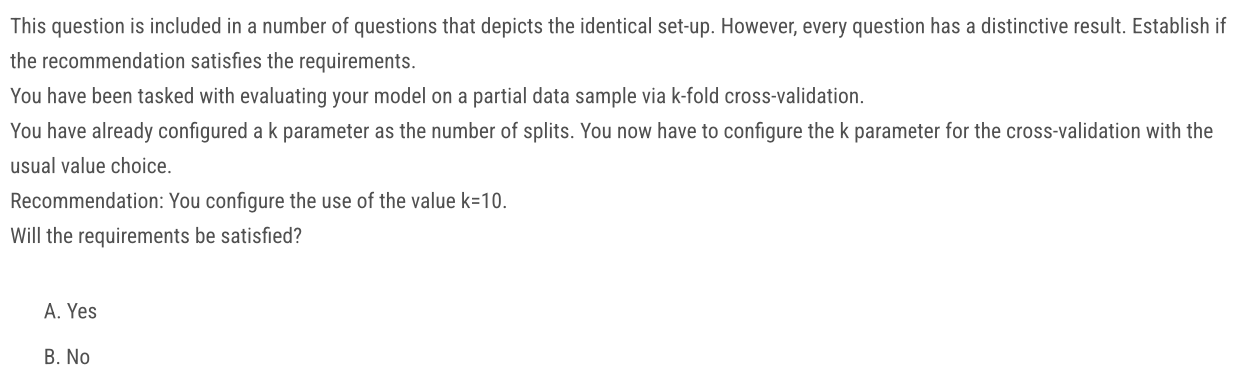 This question is included in a number of questions that depicts the identical set-up. However, every question has a distinctive result. Establish if
the recommendation satisfies the requirements.
You have been tasked with evaluating your model on a partial data sample via k-fold cross-validation.
You have already configured a k parameter as the number of splits. You now have to configure the k parameter for the cross-validation with the
usual value choice.
Recommendation: You configure the use of the value k=10.
Will the requirements be satisfied?
A. Yes
B. No